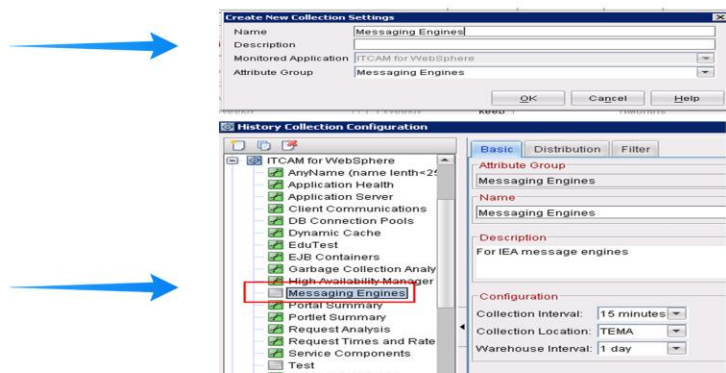 Create New Collection Settings
Name Messaging Engines
Description
Monitored Application ITCAM for WebSphere
Attribute Group Messaging Engines
OK Cancel Help
History Collection Configuration
ITCAM for WebSphere
AnyName (name lenth<25
Application Health
Application Server
Client Communications
DB Connection Pools
Dynamic Cache
EduTest
EJB Containers
Garbage Collection Analy
High Availability Manager
Messaging Engines
Portal Summary
Portlet Summary
Request Analysis
Request Times and Rate
Service Components
Test
Basic Distribution Filter
Attribute Group
Messaging Engines
Name
Messaging Engines
Description
For IEA message engines
Configuration
Collection Interval: 15 minutes
Collection Location: TEMA
Warehouse Interval: 1 day